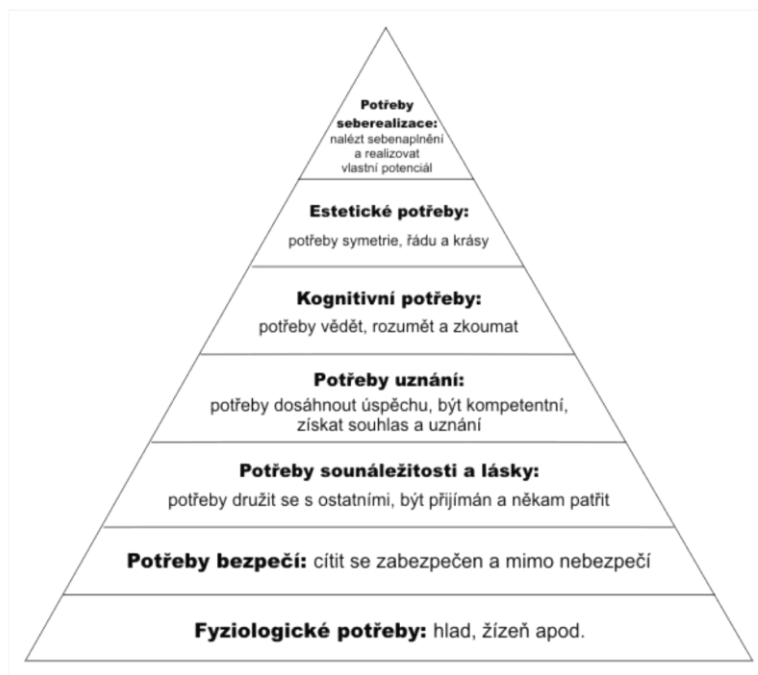 Potřeby
seberealizace:
nalézt sebenaplnění
a realizovat
vlastní potenciál
Estetické potřeby:
potřeby symetrie, řádu a krásy
Kognitivní potřeby:
potřeby vědět, rozumět a zkoumat
Potřeby uznání:
potřeby dosáhnout úspěchu, být kompetentní,
získat souhlas a uznání
Potřeby sounáležitosti a lásky:
potřeby družit se s ostatními, být přijímán a někam patřit
Potřeby bezpečí: cítit se zabezpečen a mimo nebezpečí
Fyziologické potřeby: hlad, žízeň apod.